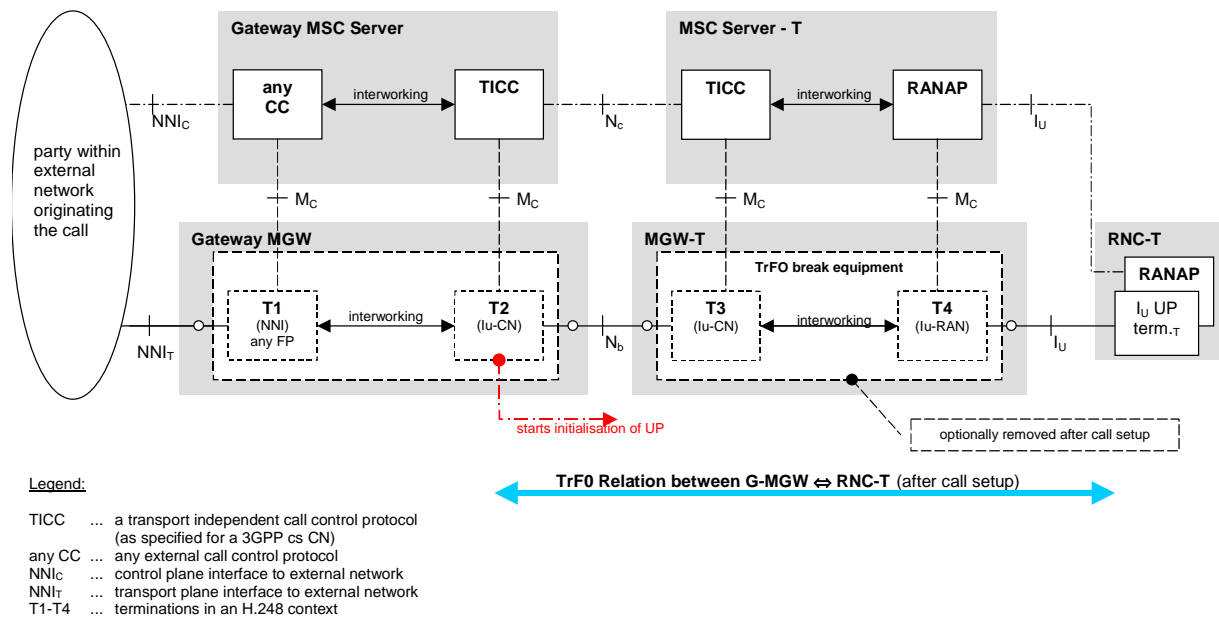 Gateway MSC Server
MSC Server - T
any
CC
interworking
TICC
TICC
interworking
RANAP
NNIC
NC
IU
party within
external
network
originating
the call
MC
MC
MC
MC
Gateway MGW
MGW-T
RNC-T
TrFO break equipment
RANAP
T1
(NNI)
any FP
interworking
T2
(Iu-CN)
T3
(Iu-CN)
interworking
T4
(Iu-RAN)
IU UP
term.T
NNIT
Nb
IU
starts initialisation of UP
optionally removed after call setup
TrF0 Relation between G-MGW ⇔ RNC-T (after call setup)
Legend:
TICC ... a transport independent call control protocol
(as specified for a 3GPP cs CN)
any CC ... any external call control protocol
NNIC ... control plane interface to external network
NNIT ... transport plane interface to external network
T1-T4 ... terminations in an H.248 context